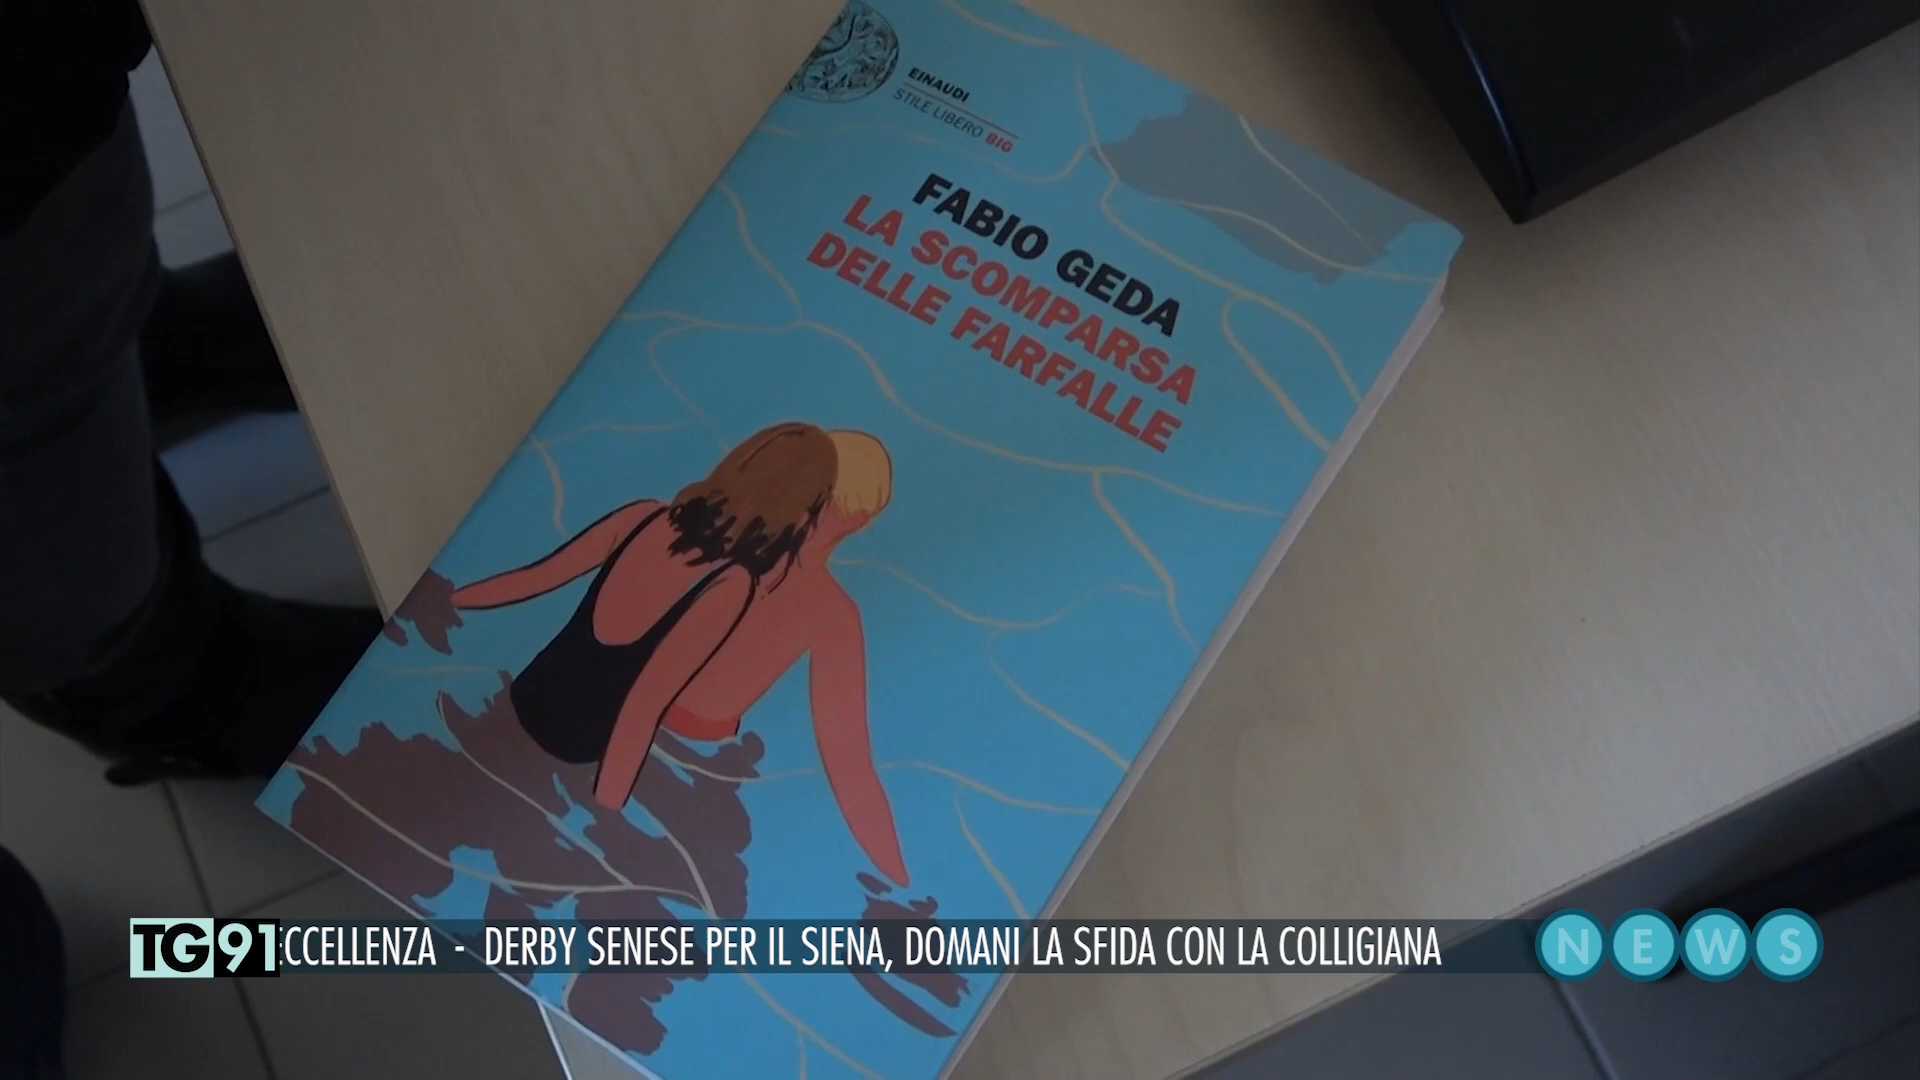 EINAUDI
STILE LIBERO BIG
FABIO GEDA
LA SCOMPARSA
DELLE FARFALLE
TG91 ECCELLENZA - DERBY SENESE PER IL SIENA, DOMANI LA SFIDA CON LA COLLIGIANA NEWS